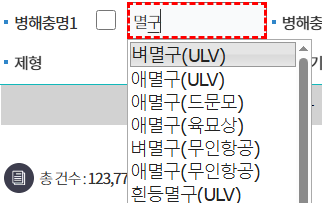 병해충명1 멸구 병해충
벼멸구(ULV)
제형 애멸구(ULV)
애멸구(드문모)
애멸구(육묘상)
벼멸구(무인항공)
총 건수 : 123,77 애멸구(무인항공)
흰등멸구(ULV)